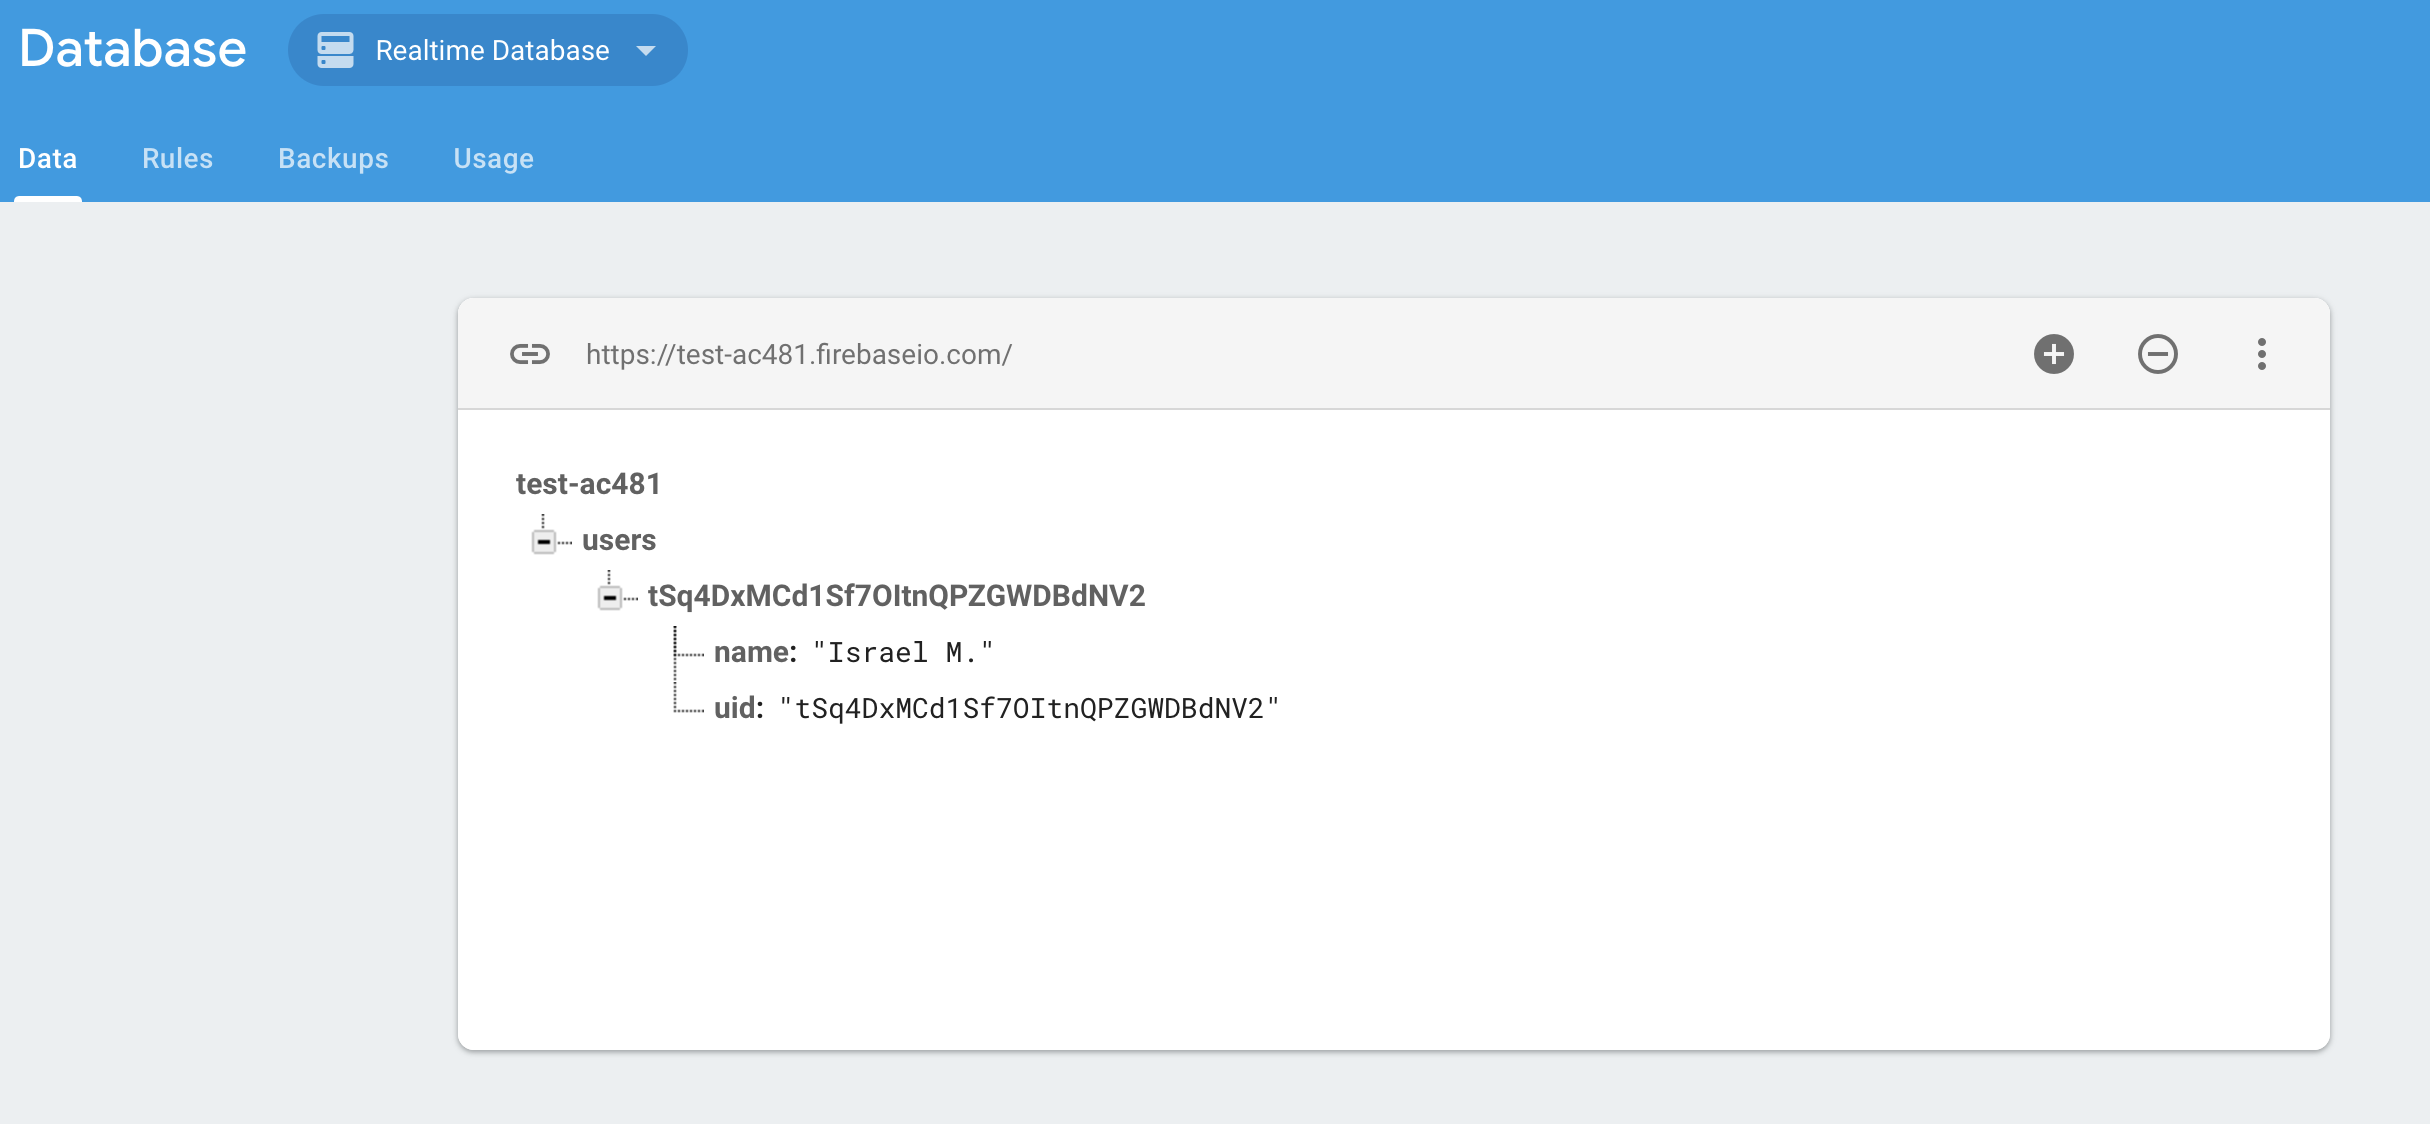 Database Realtime Database
Data Rules Backups Usage
https://test-ac481.firebaseio.com/
test-ac481
users
tSq4DxMCd1Sf7OItnQPZGWDBdNV2
name: "Israel M."
uid: "tSq4DxMCd1Sf7OItnQPZGWDBdNV2"